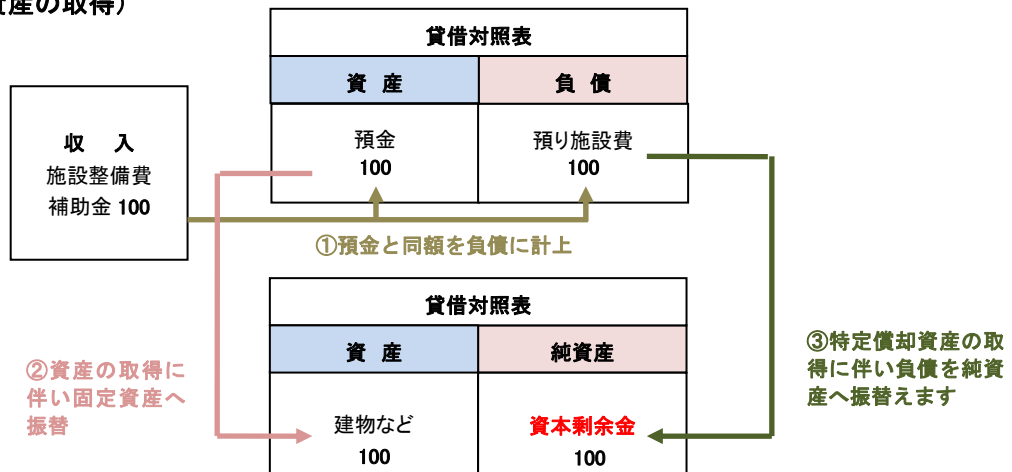 資産の取得）
貸借対照表
資 産
負 債
収 入
施設整備費
補助金 100
預金
100
預り施設費
100
①預金と同額を負債に計上
貸借対照表
資 産
純資産
②資産の取得に
伴い固定資産へ
振替
建物など
100
資本剰余金
100
③特定償却資産の取
得に伴い負債を純資
産へ振替えます